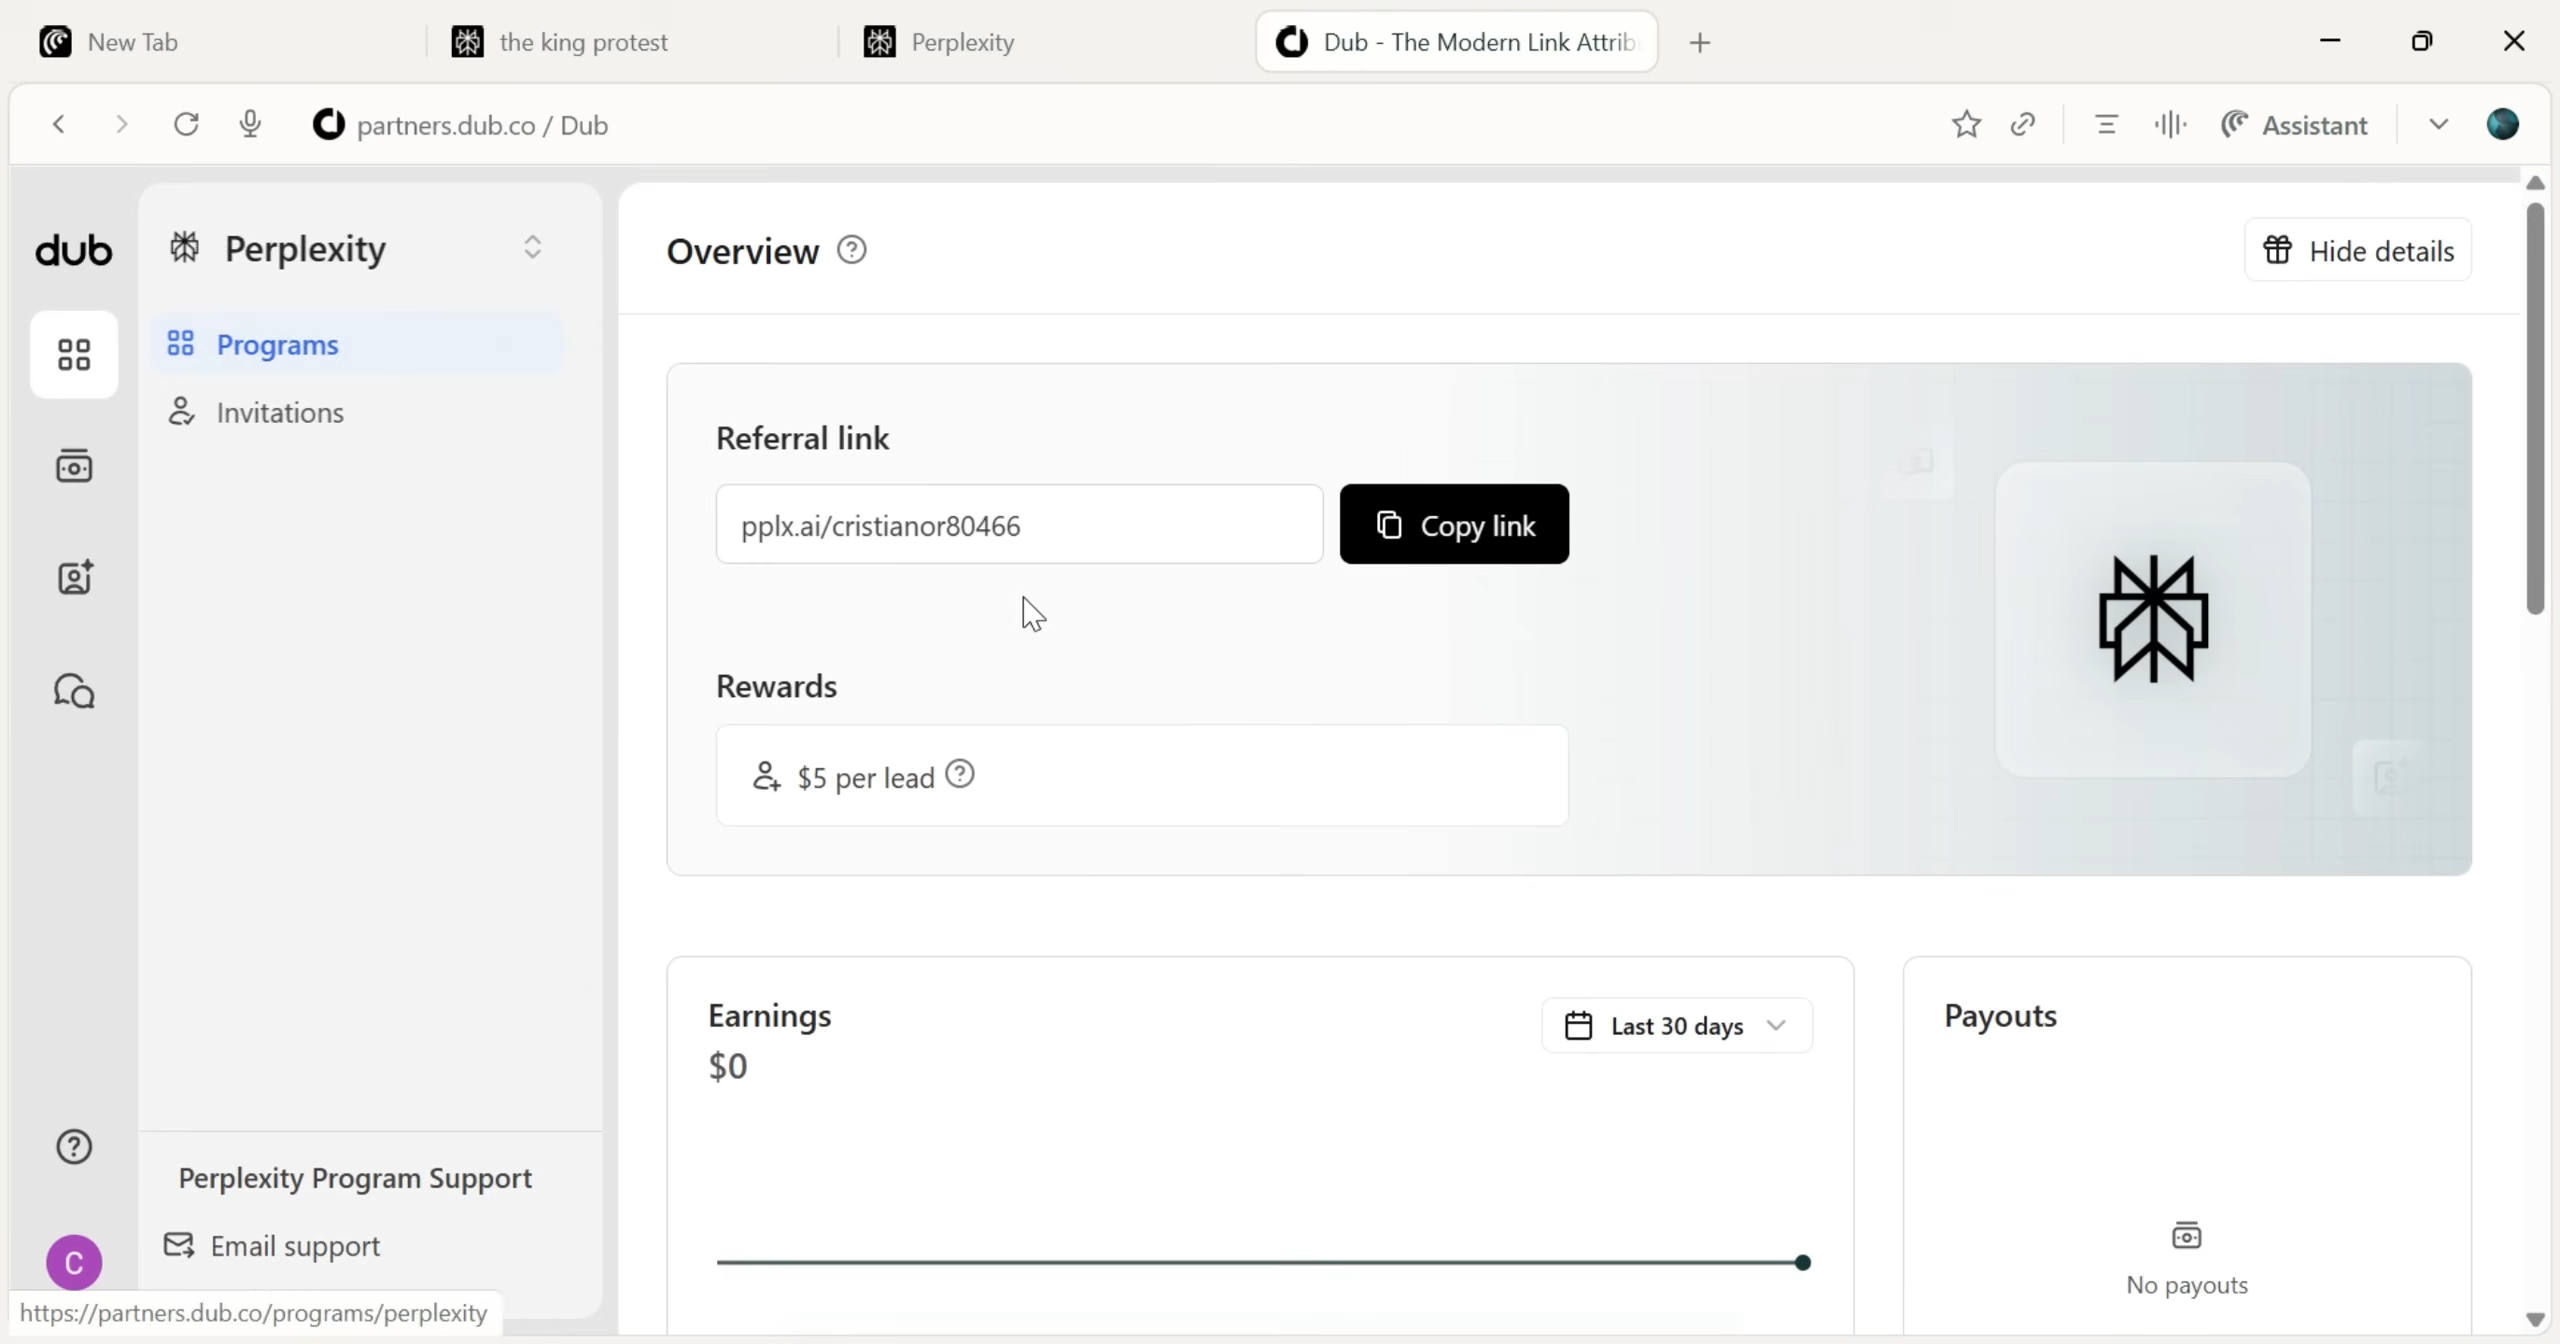 New Tab
the king protest
Perplexity
Dub - The Modern Link Attrib
partners.dub.co / Dub
Assistant
dub
Perplexity
Programs
Invitations
Overview
Hide details
Referral link
pplx.ai/cristianor80466
Copy link
Rewards
$5 per lead
Earnings
$0
Last 30 days
Payouts
No payouts
Perplexity Program Support
Email support
C
https://partners.dub.co/programs/perplexity